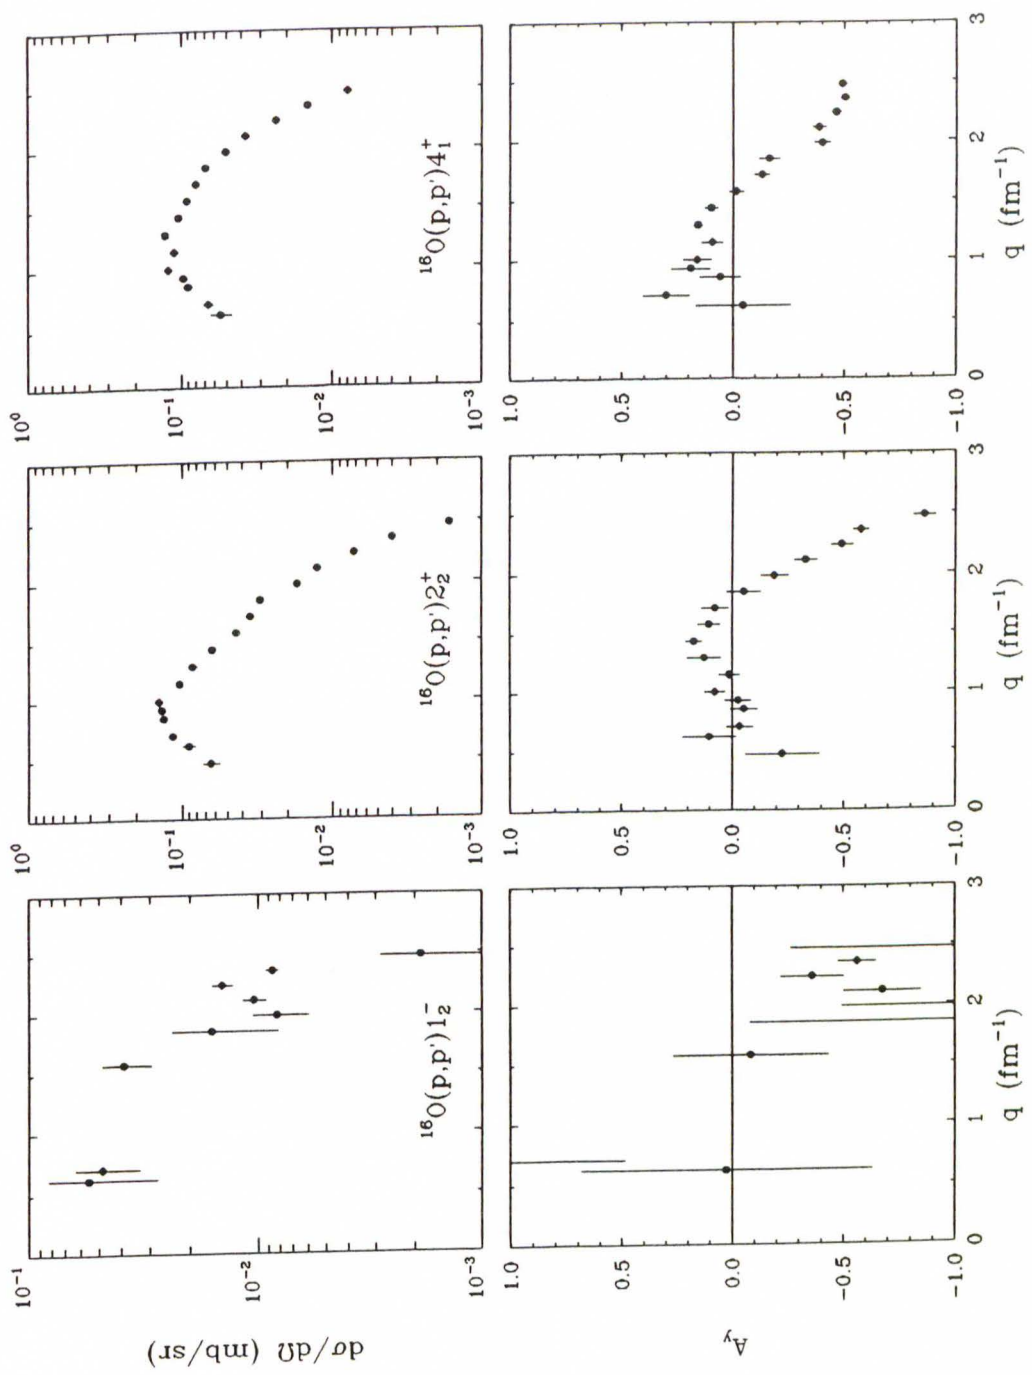 dσ/dΩ (mb/sr)
10⁻¹
10⁻²
10⁻³
¹⁶O(p,p')1₂⁻
10⁰
10⁻¹
10⁻²
10⁻³
¹⁶O(p,p')2₂⁺
10⁰
10⁻¹
10⁻²
10⁻³
¹⁶O(p,p')4₁⁺
A_y
1.0
0.5
0.0
−0.5
−1.0
0 1 2 3
q (fm⁻¹)
1.0
0.5
0.0
−0.5
−1.0
0 1 2 3
q (fm⁻¹)
1.0
0.5
0.0
−0.5
−1.0
0 1 2 3
q (fm⁻¹)